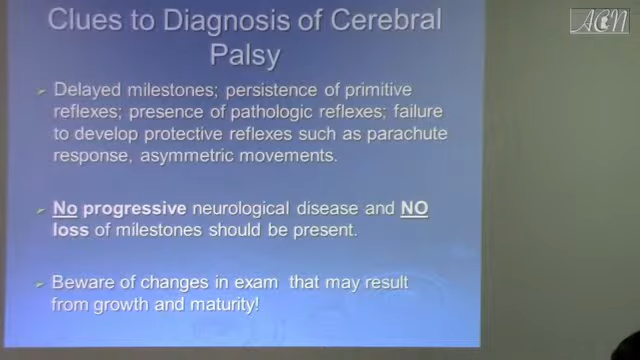 ACN
Clues to Diagnosis of Cerebral
Palsy
Delayed milestones; persistence of primitive
reflexes; presence of pathologic reflexes; failure
to develop protective reflexes such as parachute
response, asymmetric movements.
No progressive neurological disease and NO
loss of milestones should be present.
Beware of changes in exam that may result
from growth and maturity!